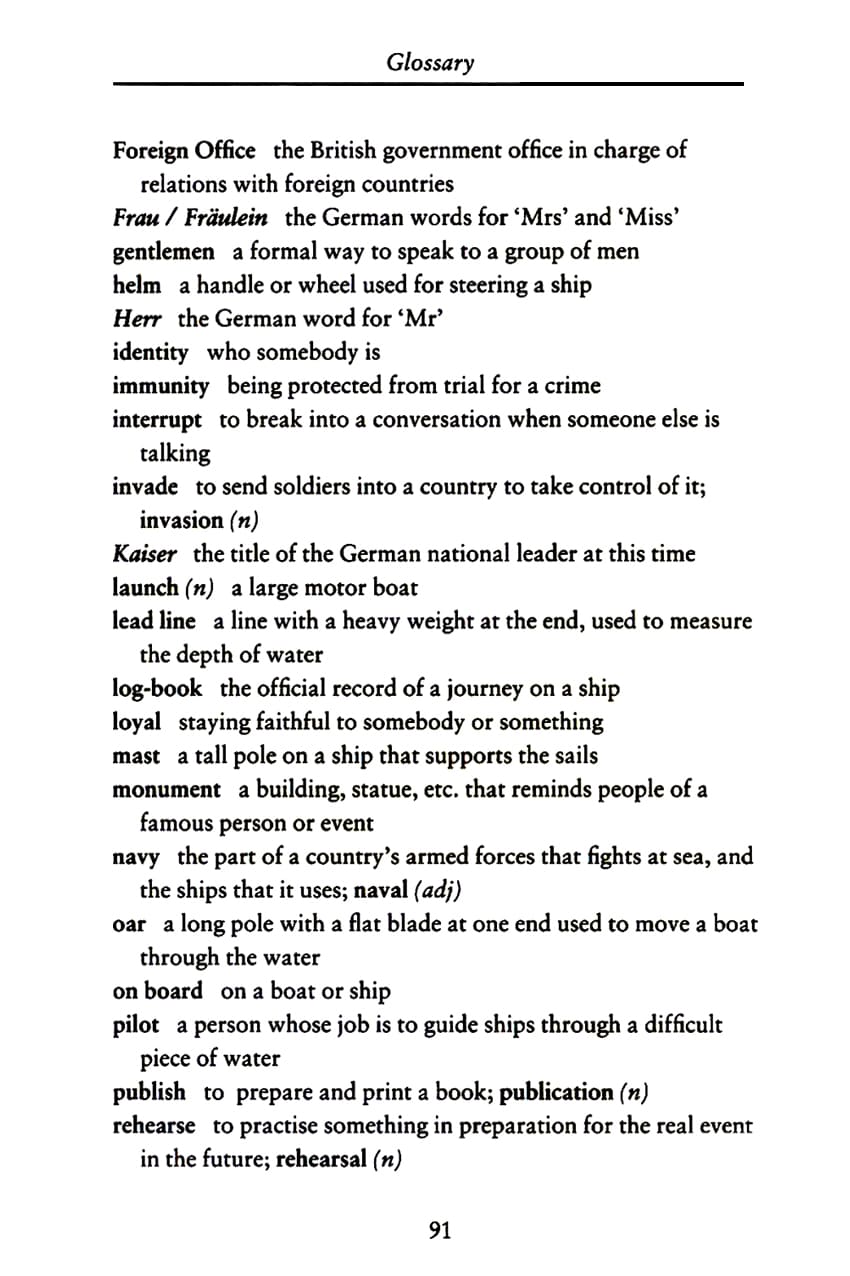 Glossary
Foreign Office the British government office in charge of
relations with foreign countries
Frau / Fräulein the German words for ‘Mrs’ and ‘Miss’
gentlemen a formal way to speak to a group of men
helm a handle or wheel used for steering a ship
Herr the German word for ‘Mr’
identity who somebody is
immunity being protected from trial for a crime
interrupt to break into a conversation when someone else is
talking
invade to send soldiers into a country to take control of it;
invasion (n)
Kaiser the title of the German national leader at this time
launch (n) a large motor boat
lead line a line with a heavy weight at the end, used to measure
the depth of water
log-book the official record of a journey on a ship
loyal staying faithful to somebody or something
mast a tall pole on a ship that supports the sails
monument a building, statue, etc. that reminds people of a
famous person or event
navy the part of a country’s armed forces that fights at sea, and
the ships that it uses; naval (adj)
oar a long pole with a flat blade at one end used to move a boat
through the water
on board on a boat or ship
pilot a person whose job is to guide ships through a difficult
piece of water
publish to prepare and print a book; publication (n)
rehearse to practise something in preparation for the real event
in the future; rehearsal (n)
91